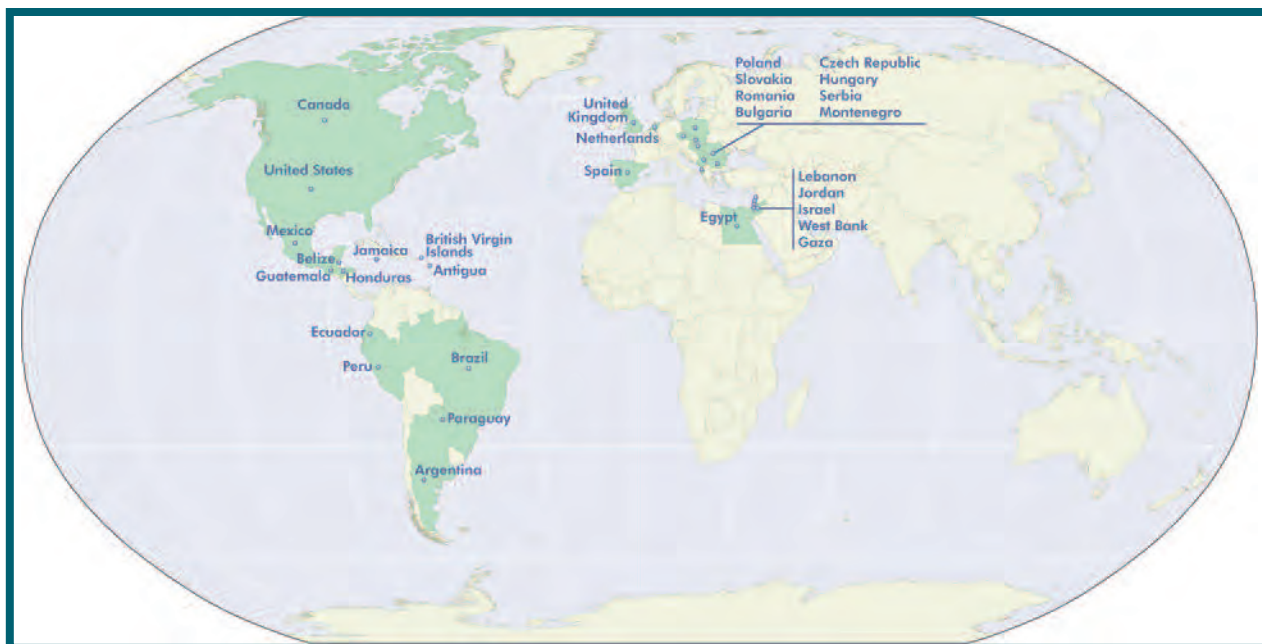 Canada
United States
Mexico
Belize
Guatemala
Honduras
Jamaica
British Virgin
Islands
Antigua
Ecuador
Peru
Brazil
Paraguay
Argentina
United
Kingdom
Netherlands
Spain
Poland
Slovakia
Romania
Bulgaria
Czech Republic
Hungary
Serbia
Montenegro
Egypt
Lebanon
Jordan
Israel
West Bank
Gaza